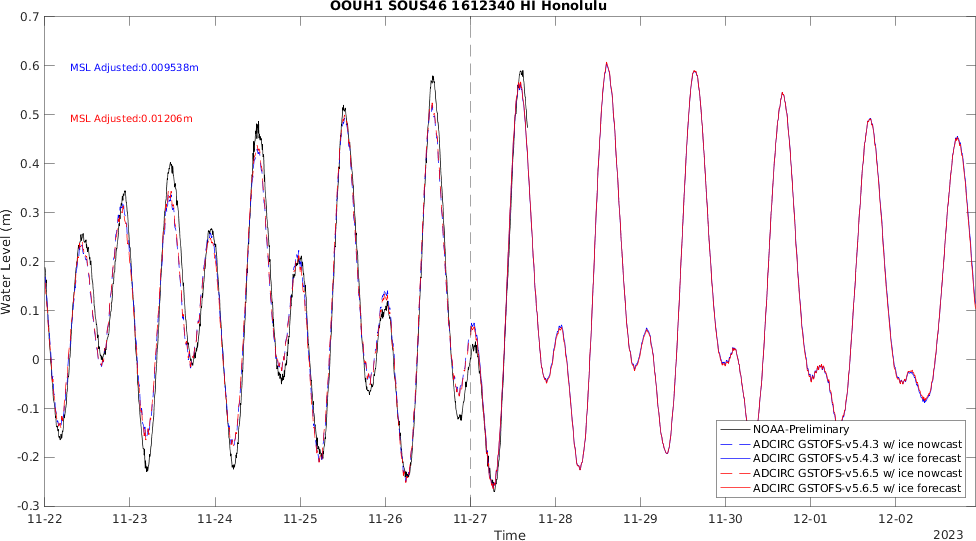 OOUH1 SOUS46 1612340 HI Honolulu
0.7
0.6
0.5
0.4
0.3
0.2
0.1
0
-0.1
-0.2
-0.3
Water Level (m)
MSL Adjusted:0.009538m
MSL Adjusted:0.01206m
NOAA-Preliminary
ADCIRC GSTOFS-v5.4.3 w/ ice nowcast
ADCIRC GSTOFS-v5.4.3 w/ ice forecast
ADCIRC GSTOFS-v5.6.5 w/ ice nowcast
ADCIRC GSTOFS-v5.6.5 w/ ice forecast
11-22 11-23 11-24 11-25 11-26 11-27 11-28 11-29 11-30 12-01 12-02
Time
2023